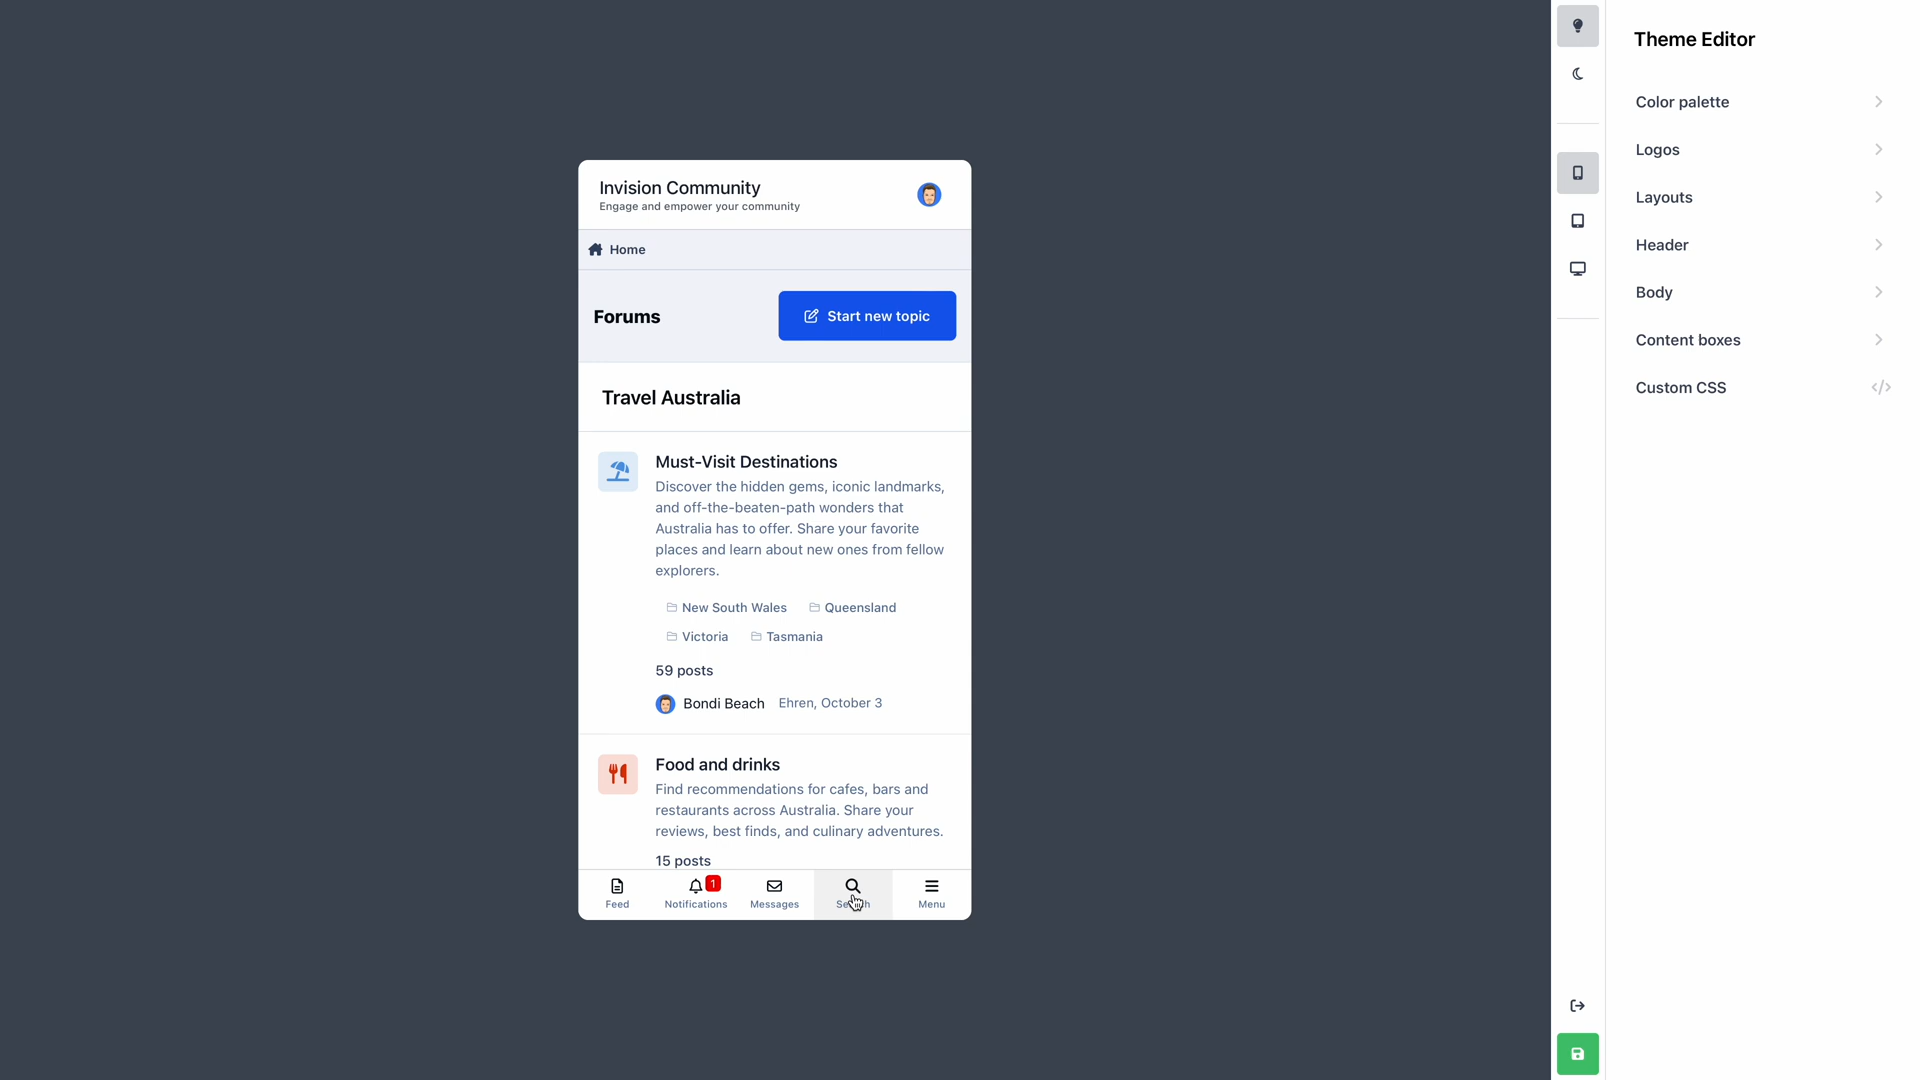 Theme Editor
Color palette
Logos
Layouts
Header
Body
Content boxes
Custom CSS
Invision Community
Engage and empower your community
Home
Forums
Start new topic
Travel Australia
Must-Visit Destinations
Discover the hidden gems, iconic landmarks,
and off-the-beaten-path wonders that
Australia has to offer. Share your favorite
places and learn about new ones from fellow
explorers.
New South Wales Queensland
Victoria Tasmania
59 posts
Bondi Beach Ehren, October 3
Food and drinks
Find recommendations for cafes, bars and
restaurants across Australia. Share your
reviews, best finds, and culinary adventures.
15 posts
1
Feed Notifications Messages Search Menu